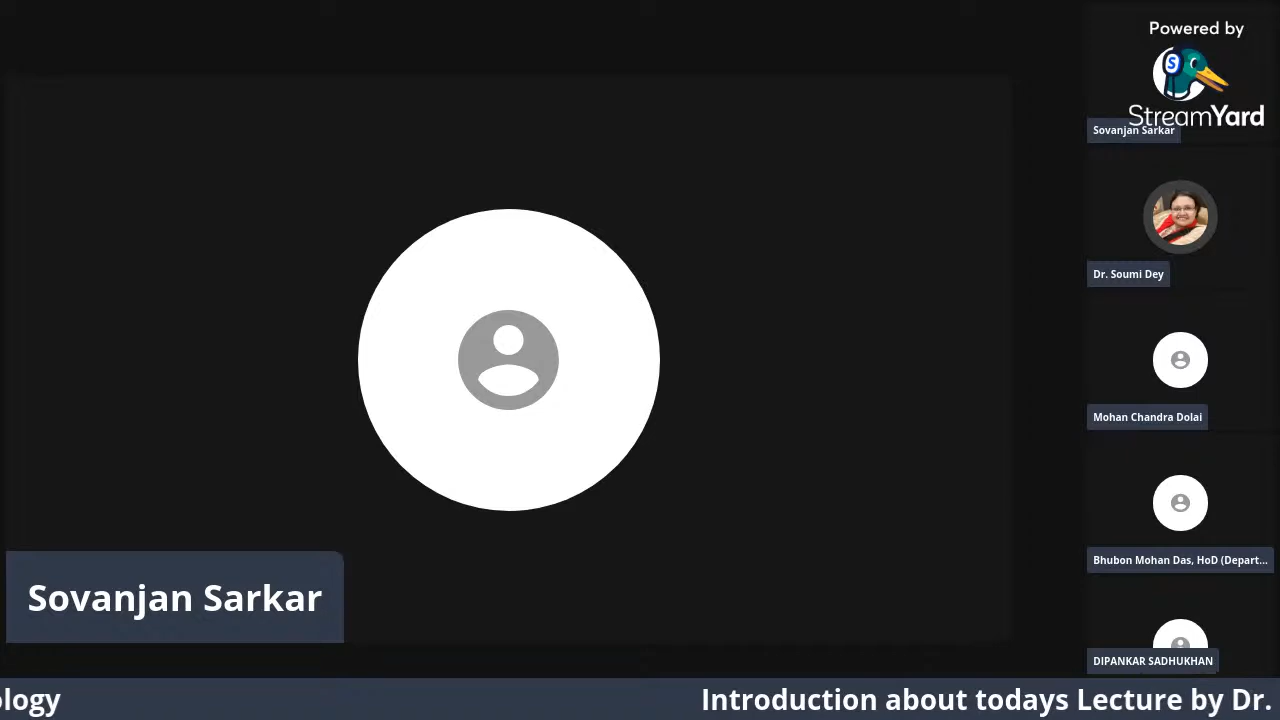 Powered by
S
StreamYard
Sovanjan Sarkar
Dr. Soumi Dey
Mohan Chandra Dolai
Bhubon Mohan Das, HoD (Depart...
DIPANKAR SADHUKHAN
Sovanjan Sarkar
ology Introduction about todays Lecture by Dr.